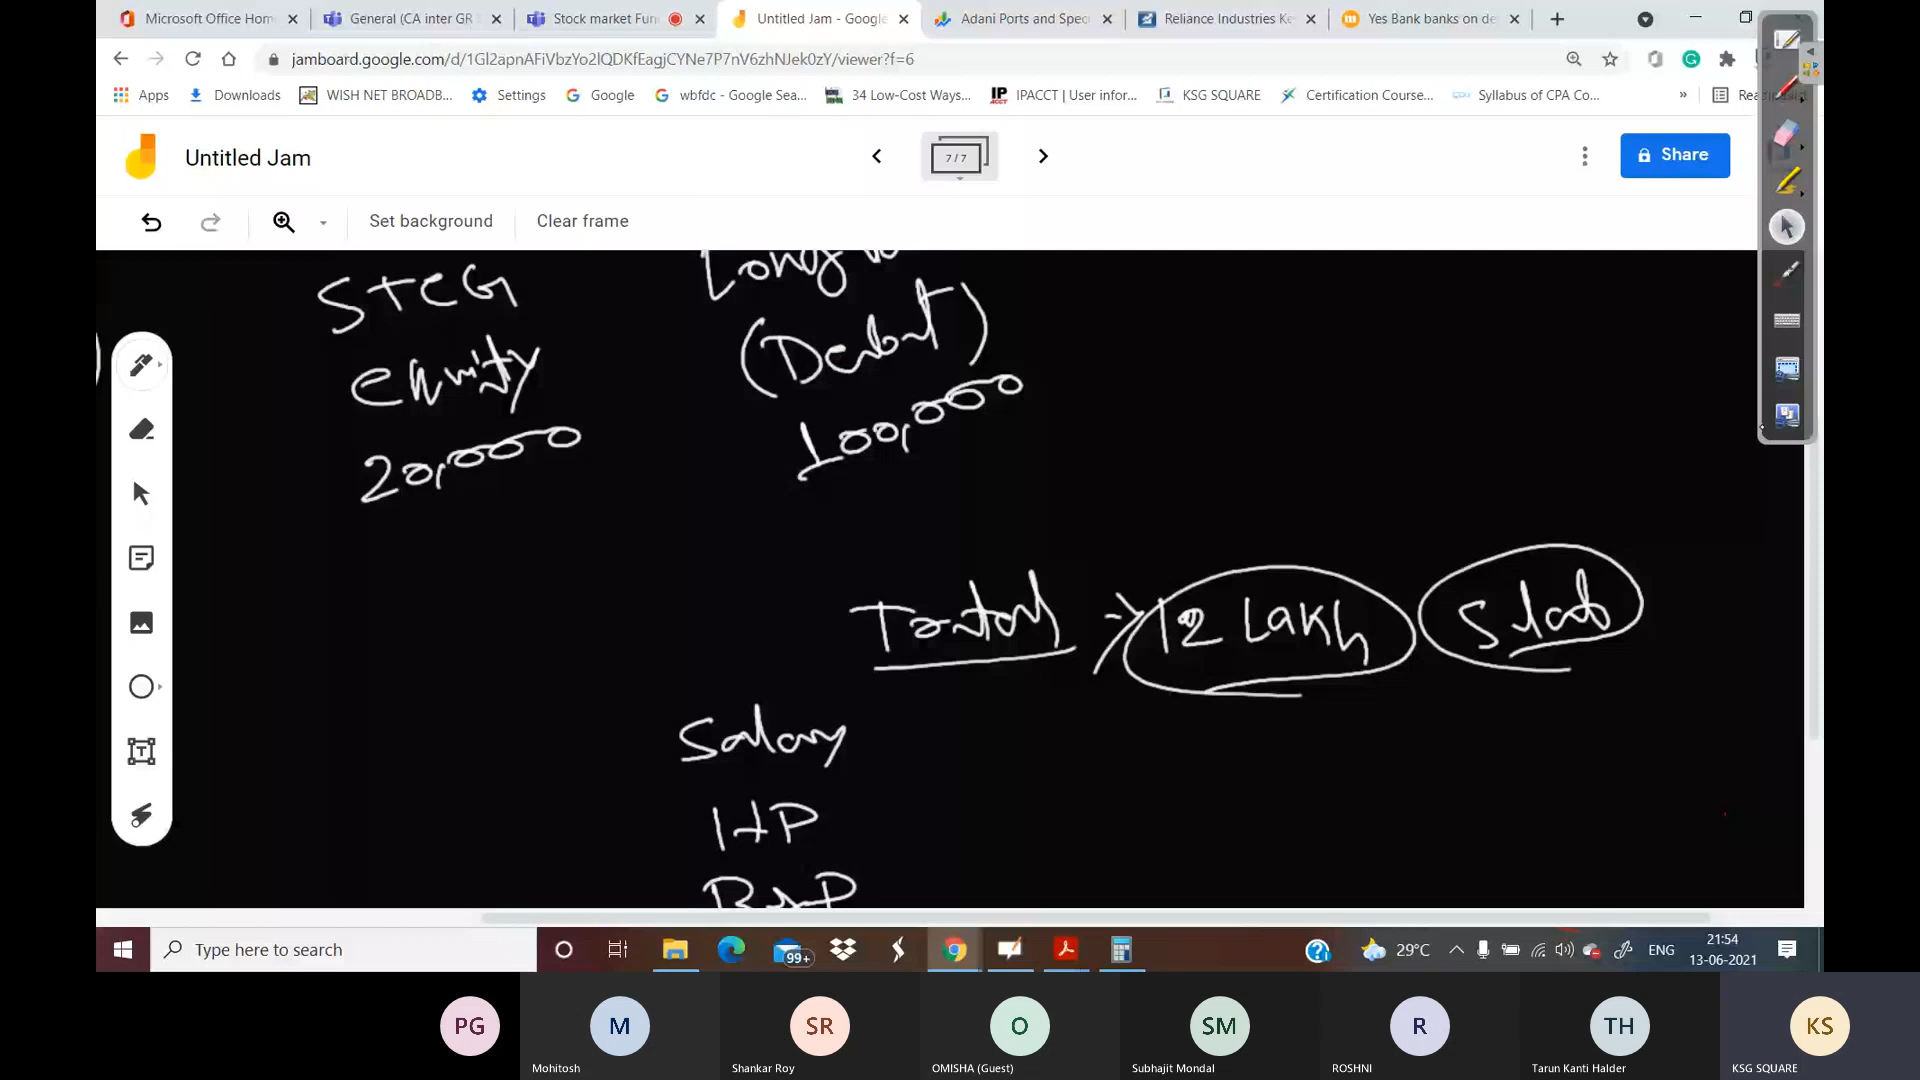 Microsoft Office Hom
General (CA inter GR
Stock market Fun
Untitled Jam - Google
Adani Ports and Spec
Reliance Industries Ke
Yes Bank banks on de
jamboard.google.com/d/1Gl2apnAFiVbzYo2lQDKfEagjCYNe7P7nV6zhNJek0zY/viewer?f=6
Apps
Downloads
WISH NET BROADB...
Settings
Google
wbfdc - Google Sea...
34 Low-Cost Ways...
IPACCT | User infor...
KSG SQUARE
Certification Course...
Syllabus of CPA Co...
»
Untitled Jam
7 / 7
Share
Set background
Clear frame
STCG
equity
20,000
Long
(Debt)
100,000
Total
12 Lakh
Slab
Salary
HP
Type here to search
99+
29°C
ENG
21:54
13-06-2021
PG
M
SR
O
SM
R
TH
KS
Mohitosh
Shankar Roy
OMISHA (Guest)
Subhajit Mondal
ROSHNI
Tarun Kanti Halder
KSG SQUARE